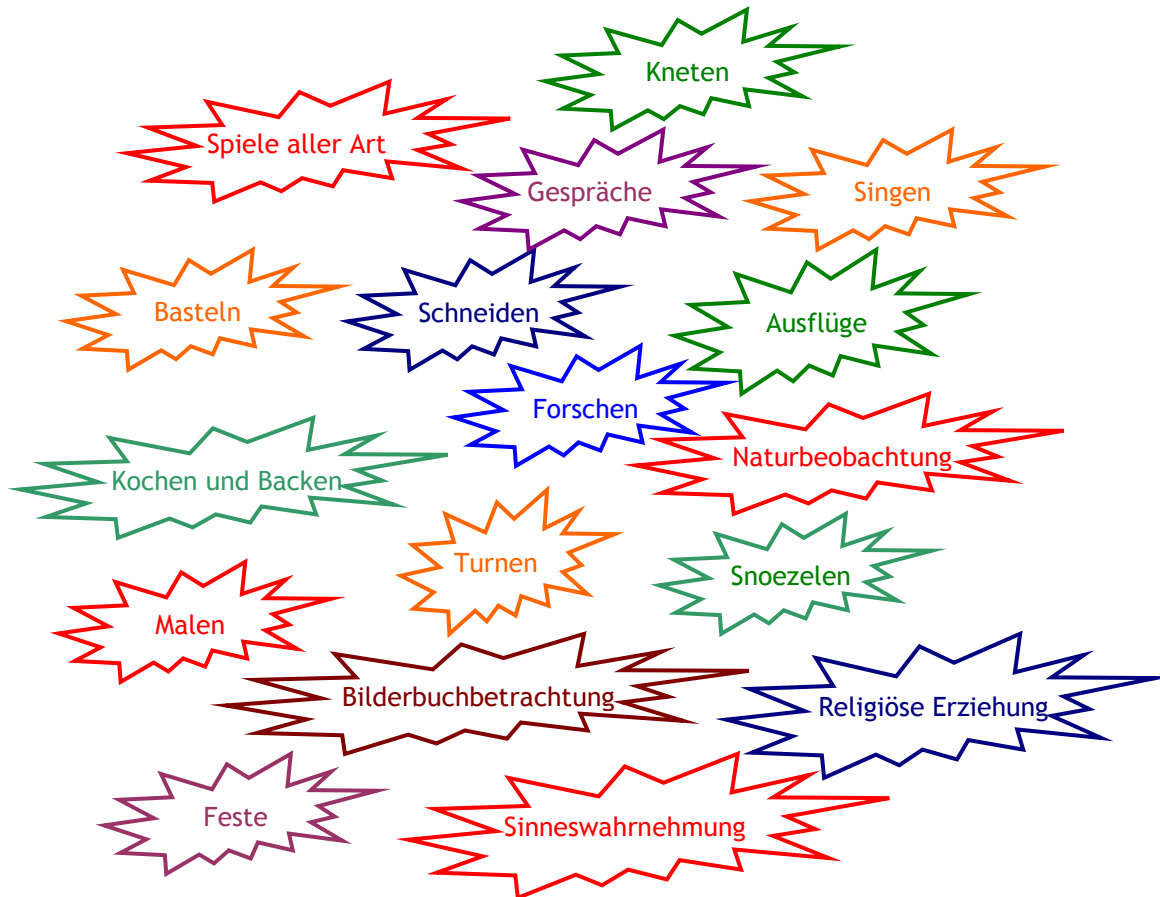 Kneten
Spiele aller Art
Gespräche
Singen
Basteln
Schneiden
Ausflüge
Forschen
Naturbeobachtung
Kochen und Backen
Turnen
Snoezelen
Malen
Bilderbuchbetrachtung
Religiöse Erziehung
Feste
Sinneswahrnehmung